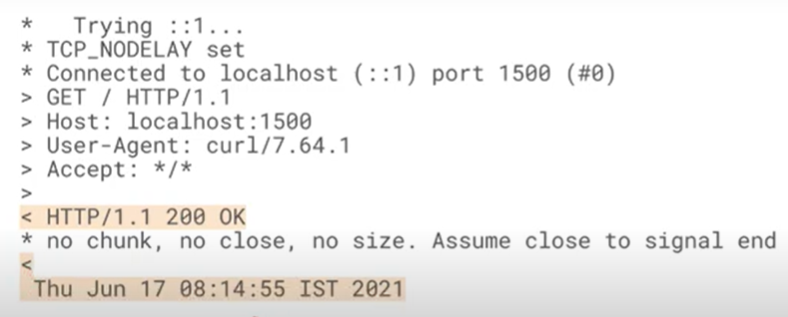 *   Trying ::1...
* TCP_NODELAY set
* Connected to localhost (::1) port 1500 (#0)
> GET / HTTP/1.1
> Host: localhost:1500
> User-Agent: curl/7.64.1
> Accept: */*
>
< HTTP/1.1 200 OK
* no chunk, no close, no size. Assume close to signal end
<
Thu Jun 17 08:14:55 IST 2021